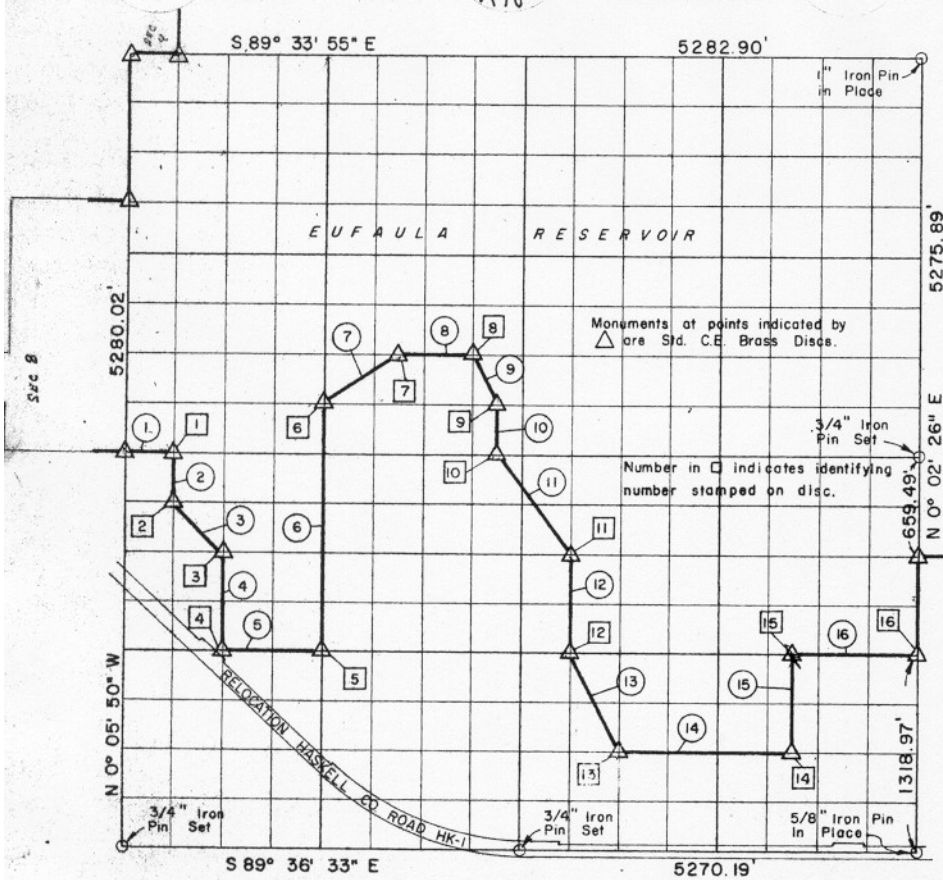 SEC 9
S 89° 33' 55" E 5282.90'
1" Iron Pin
in Place
EUFAULA RESERVOIR
5275.89'
5280.02'
SEC 8
Monuments at points indicated by
△ are Std. C.E. Brass Discs.
7 8 8
9
7
6 9
3/4" Iron
Pin Set
1 1
10
10
Number in □ indicates identifying
number stamped on disc.
2
11
659.49'
N 0° 02' 26" E
2
3 6
11
3
4
12
4 5
12 15 16 16
5
13 15
N 0° 05' 50" W
RELOCATION HASKELL CO ROAD HK-1
14
13 14
1318.97'
3/4" Iron
Pin Set
3/4" Iron
Pin Set
5/8" Iron Pin
In Place
S 89° 36' 33" E 5270.19'